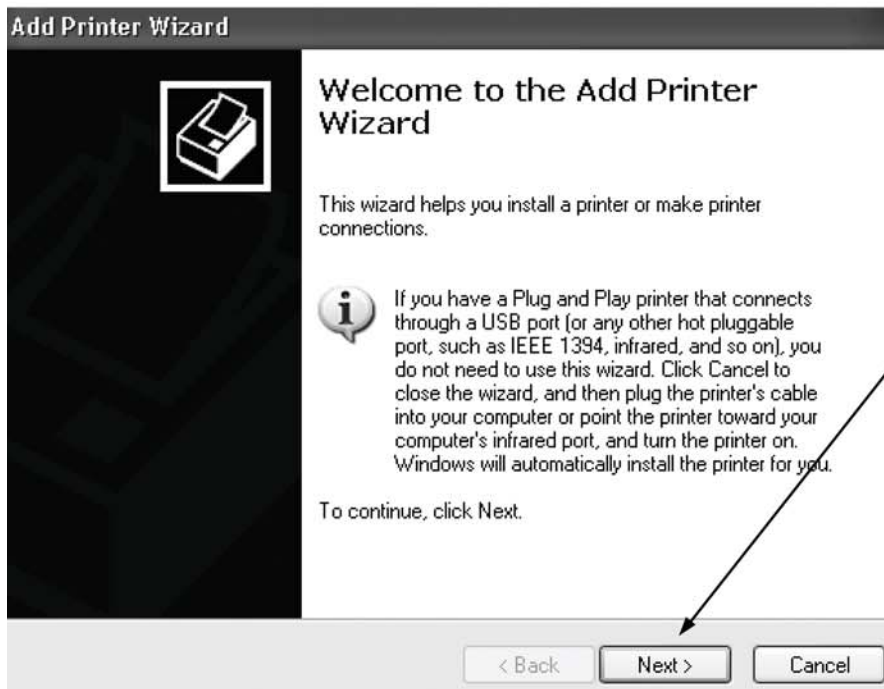 Add Printer Wizard
Welcome to the Add Printer
Wizard
This wizard helps you install a printer or make printer
connections.
If you have a Plug and Play printer that connects
through a USB port (or any other hot pluggable
port, such as IEEE 1394, infrared, and so on), you
do not need to use this wizard. Click Cancel to
close the wizard, and then plug the printer's cable
into your computer or point the printer toward your
computer's infrared port, and turn the printer on.
Windows will automatically install the printer for you.
To continue, click Next.
< Back Next > Cancel